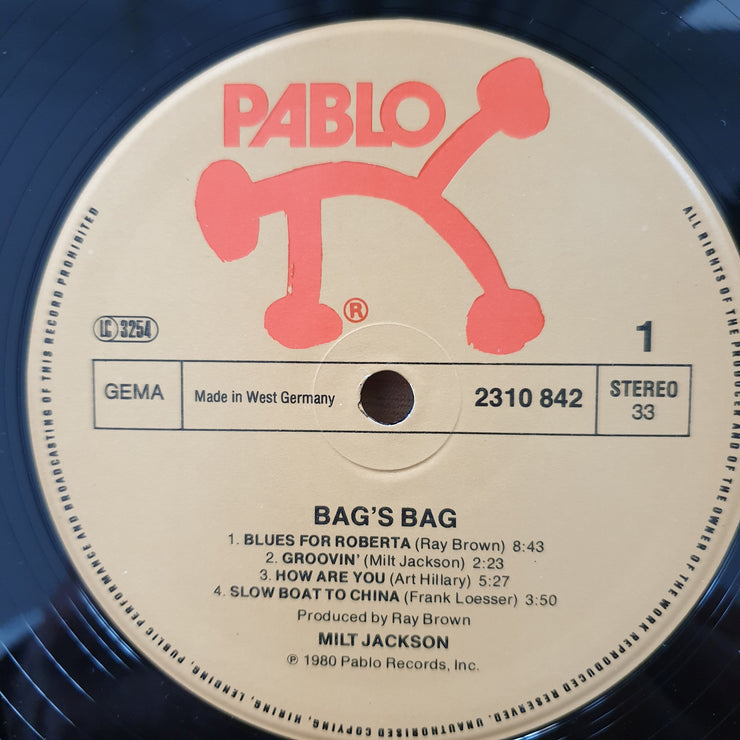 PABLO
®
LC 3254
1
GEMA
Made in West Germany
2310 842
STEREO
33
BAG'S BAG
1. BLUES FOR ROBERTA (Ray Brown) 8:43
2. GROOVIN' (Milt Jackson) 2:23
3. HOW ARE YOU (Art Hillary) 5:27
4. SLOW BOAT TO CHINA (Frank Loesser) 3:50
Produced by Ray Brown
MILT JACKSON
℗ 1980 Pablo Records, Inc.
ALL RIGHTS OF THE PRODUCER AND OF THE OWNER OF THE WORK REPRODUCED RESERVED. UNAUTHORISED COPYING, HIRING, LENDING, PUBLIC PERFORMANCE AND BROADCASTING OF THIS RECORD PROHIBITED